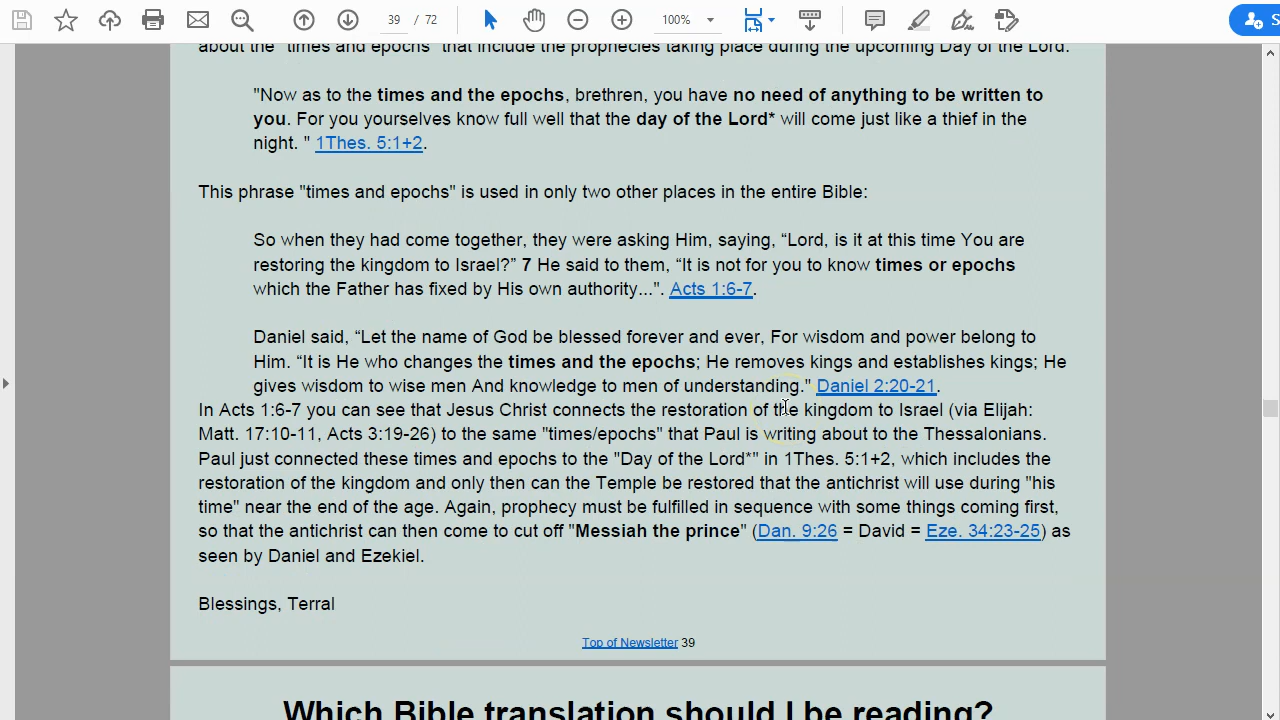 39 / 72
100%
S
about the "times and epochs" that include the prophecies taking place during the upcoming Day of the Lord.
"Now as to the times and the epochs, brethren, you have no need of anything to be written to
you. For you yourselves know full well that the day of the Lord* will come just like a thief in the
night. " 1Thes. 5:1+2.
This phrase "times and epochs" is used in only two other places in the entire Bible:
So when they had come together, they were asking Him, saying, “Lord, is it at this time You are
restoring the kingdom to Israel?” 7 He said to them, “It is not for you to know times or epochs
which the Father has fixed by His own authority...". Acts 1:6-7.
Daniel said, “Let the name of God be blessed forever and ever, For wisdom and power belong to
Him. “It is He who changes the times and the epochs; He removes kings and establishes kings; He
gives wisdom to wise men And knowledge to men of understanding." Daniel 2:20-21.
In Acts 1:6-7 you can see that Jesus Christ connects the restoration of the kingdom to Israel (via Elijah:
Matt. 17:10-11, Acts 3:19-26) to the same "times/epochs" that Paul is writing about to the Thessalonians.
Paul just connected these times and epochs to the "Day of the Lord*" in 1Thes. 5:1+2, which includes the
restoration of the kingdom and only then can the Temple be restored that the antichrist will use during "his
time" near the end of the age. Again, prophecy must be fulfilled in sequence with some things coming first,
so that the antichrist can then come to cut off "Messiah the prince" (Dan. 9:26 = David = Eze. 34:23-25) as
seen by Daniel and Ezekiel.
Blessings, Terral
Top of Newsletter 39
Which Bible translation should I be reading?